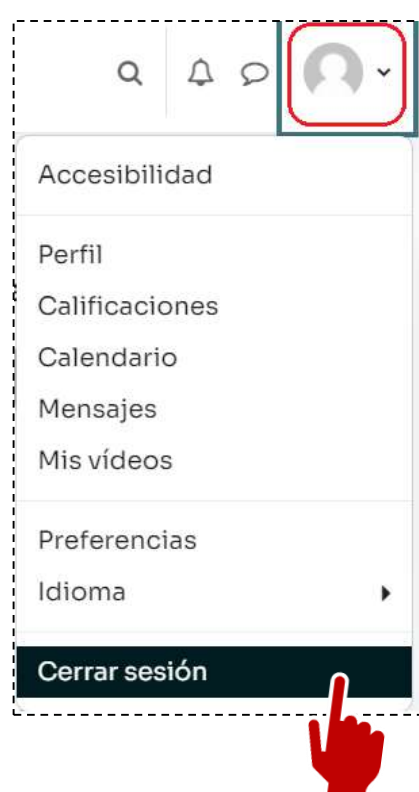 Accesibilidad
Perfil
Calificaciones
Calendario
Mensajes
Mis vídeos
Preferencias
Idioma
Cerrar sesión